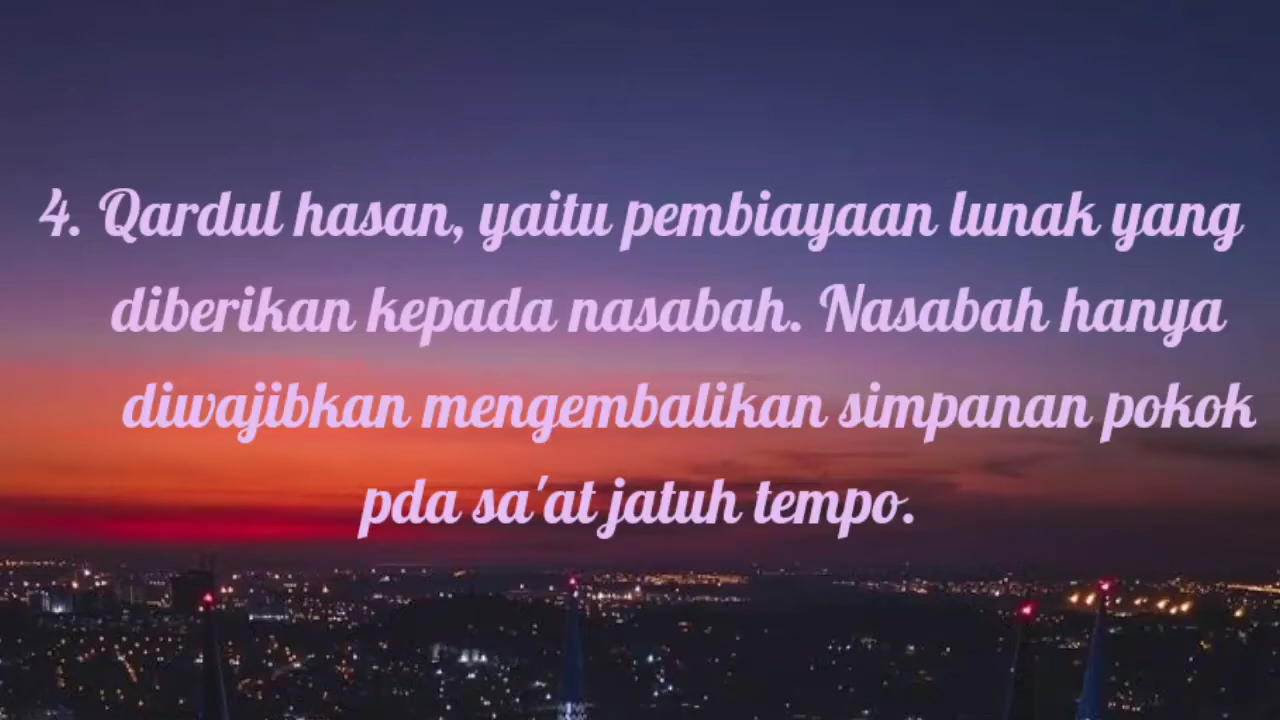 4. Qardul hasan, yaitu pembiayaan lunak yang
diberikan kepada nasabah. Nasabah hanya
diwajibkan mengembalikan simpanan pokok
pda sa'at jatuh tempo.